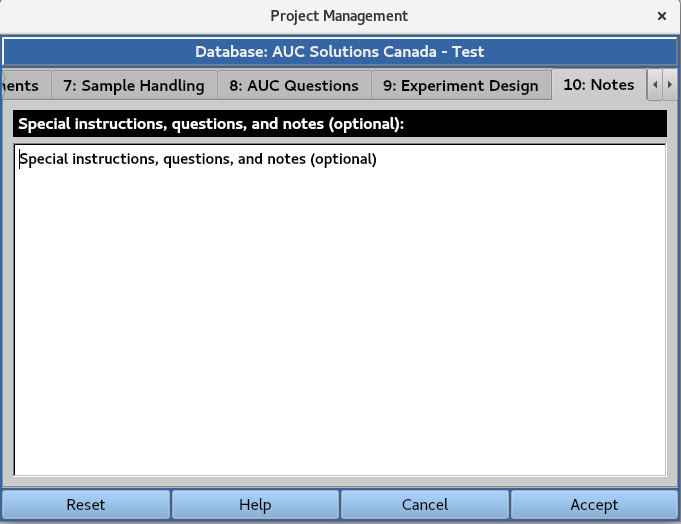 Project Management
Database: AUC Solutions Canada - Test
7: Sample Handling 8: AUC Questions 9: Experiment Design 10: Notes
Special instructions, questions, and notes (optional):
Special instructions, questions, and notes (optional)
Reset Help Cancel Accept